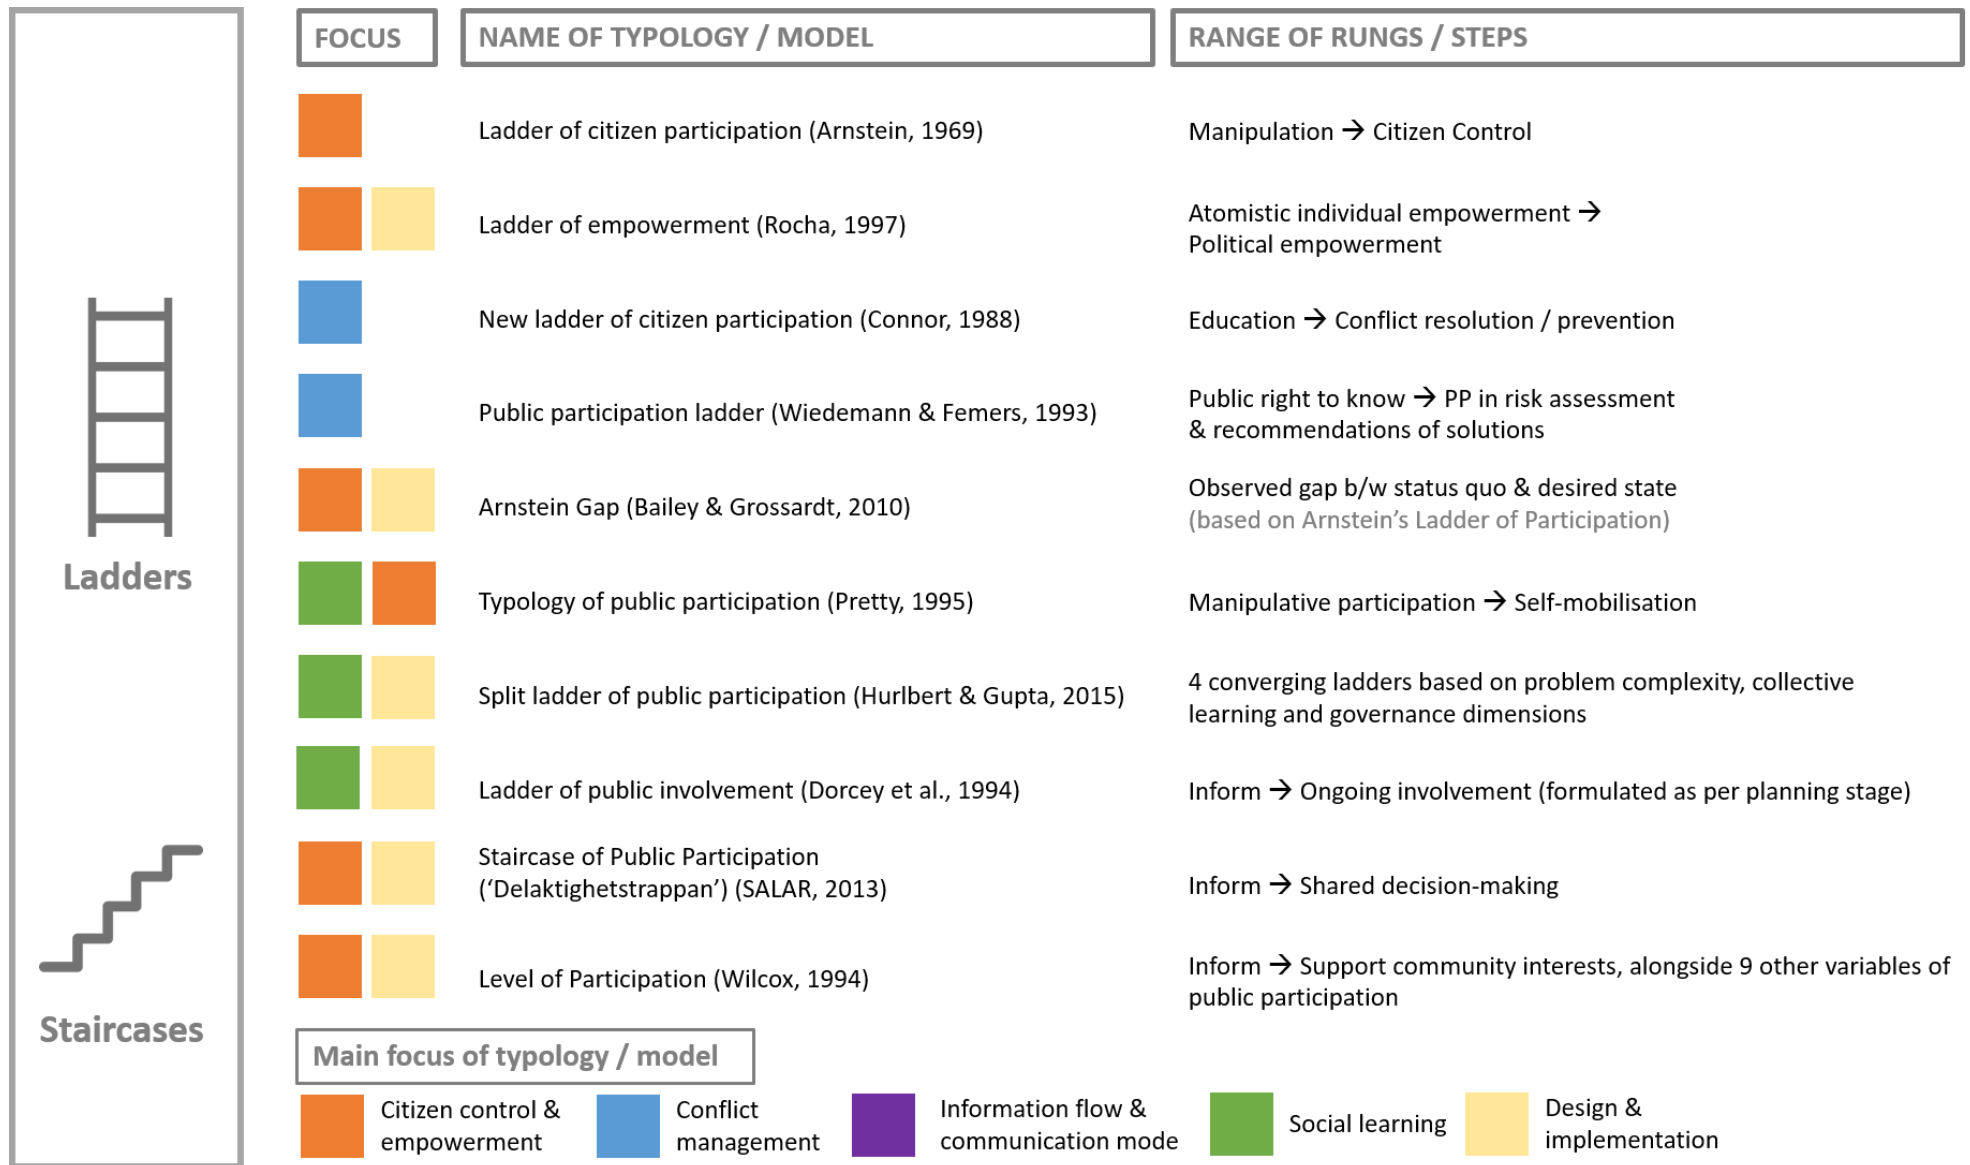 FOCUS
NAME OF TYPOLOGY / MODEL
RANGE OF RUNGS / STEPS
Ladder of citizen participation (Arnstein, 1969)
Manipulation → Citizen Control
Ladder of empowerment (Rocha, 1997)
Atomistic individual empowerment →
Political empowerment
New ladder of citizen participation (Connor, 1988)
Education → Conflict resolution / prevention
Public participation ladder (Wiedemann & Femers, 1993)
Public right to know → PP in risk assessment
& recommendations of solutions
Arnstein Gap (Bailey & Grossardt, 2010)
Observed gap b/w status quo & desired state
(based on Arnstein’s Ladder of Participation)
Ladders
Typology of public participation (Pretty, 1995)
Manipulative participation → Self-mobilisation
Split ladder of public participation (Hurlbert & Gupta, 2015)
4 converging ladders based on problem complexity, collective
learning and governance dimensions
Ladder of public involvement (Dorcey et al., 1994)
Inform → Ongoing involvement (formulated as per planning stage)
Staircase of Public Participation
(‘Delaktighetstrappan’) (SALAR, 2013)
Inform → Shared decision-making
Level of Participation (Wilcox, 1994)
Inform → Support community interests, alongside 9 other variables of
public participation
Staircases
Main focus of typology / model
Citizen control &
empowerment
Conflict
management
Information flow &
communication mode
Social learning
Design &
implementation